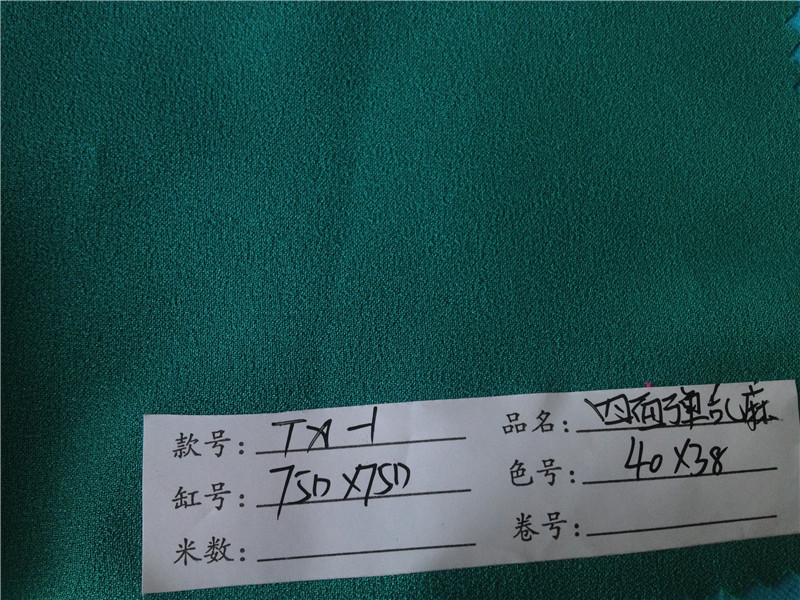 款号: TX-1 品名: 四面弹乱麻
缸号: 75D X 75D 色号: 40 X 38
米数: 卷号: